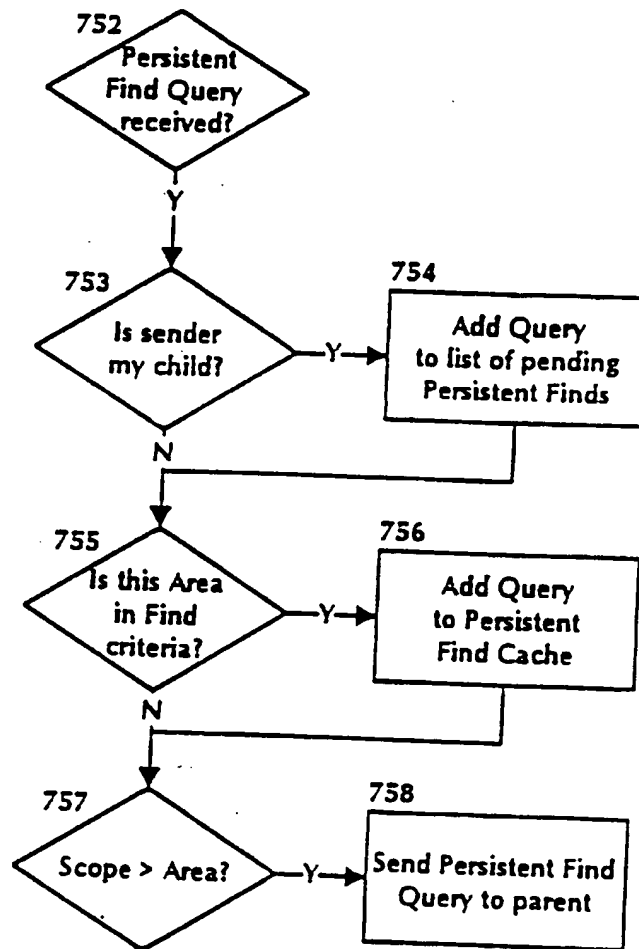 752
Persistent
Find Query
received?
Y
753
Is sender
my child?
Y
754
Add Query
to list of pending
Persistent Finds
N
755
Is this Area
in Find
criteria?
Y
756
Add Query
to Persistent
Find Cache
N
757
Scope > Area?
Y
758
Send Persistent Find
Query to parent